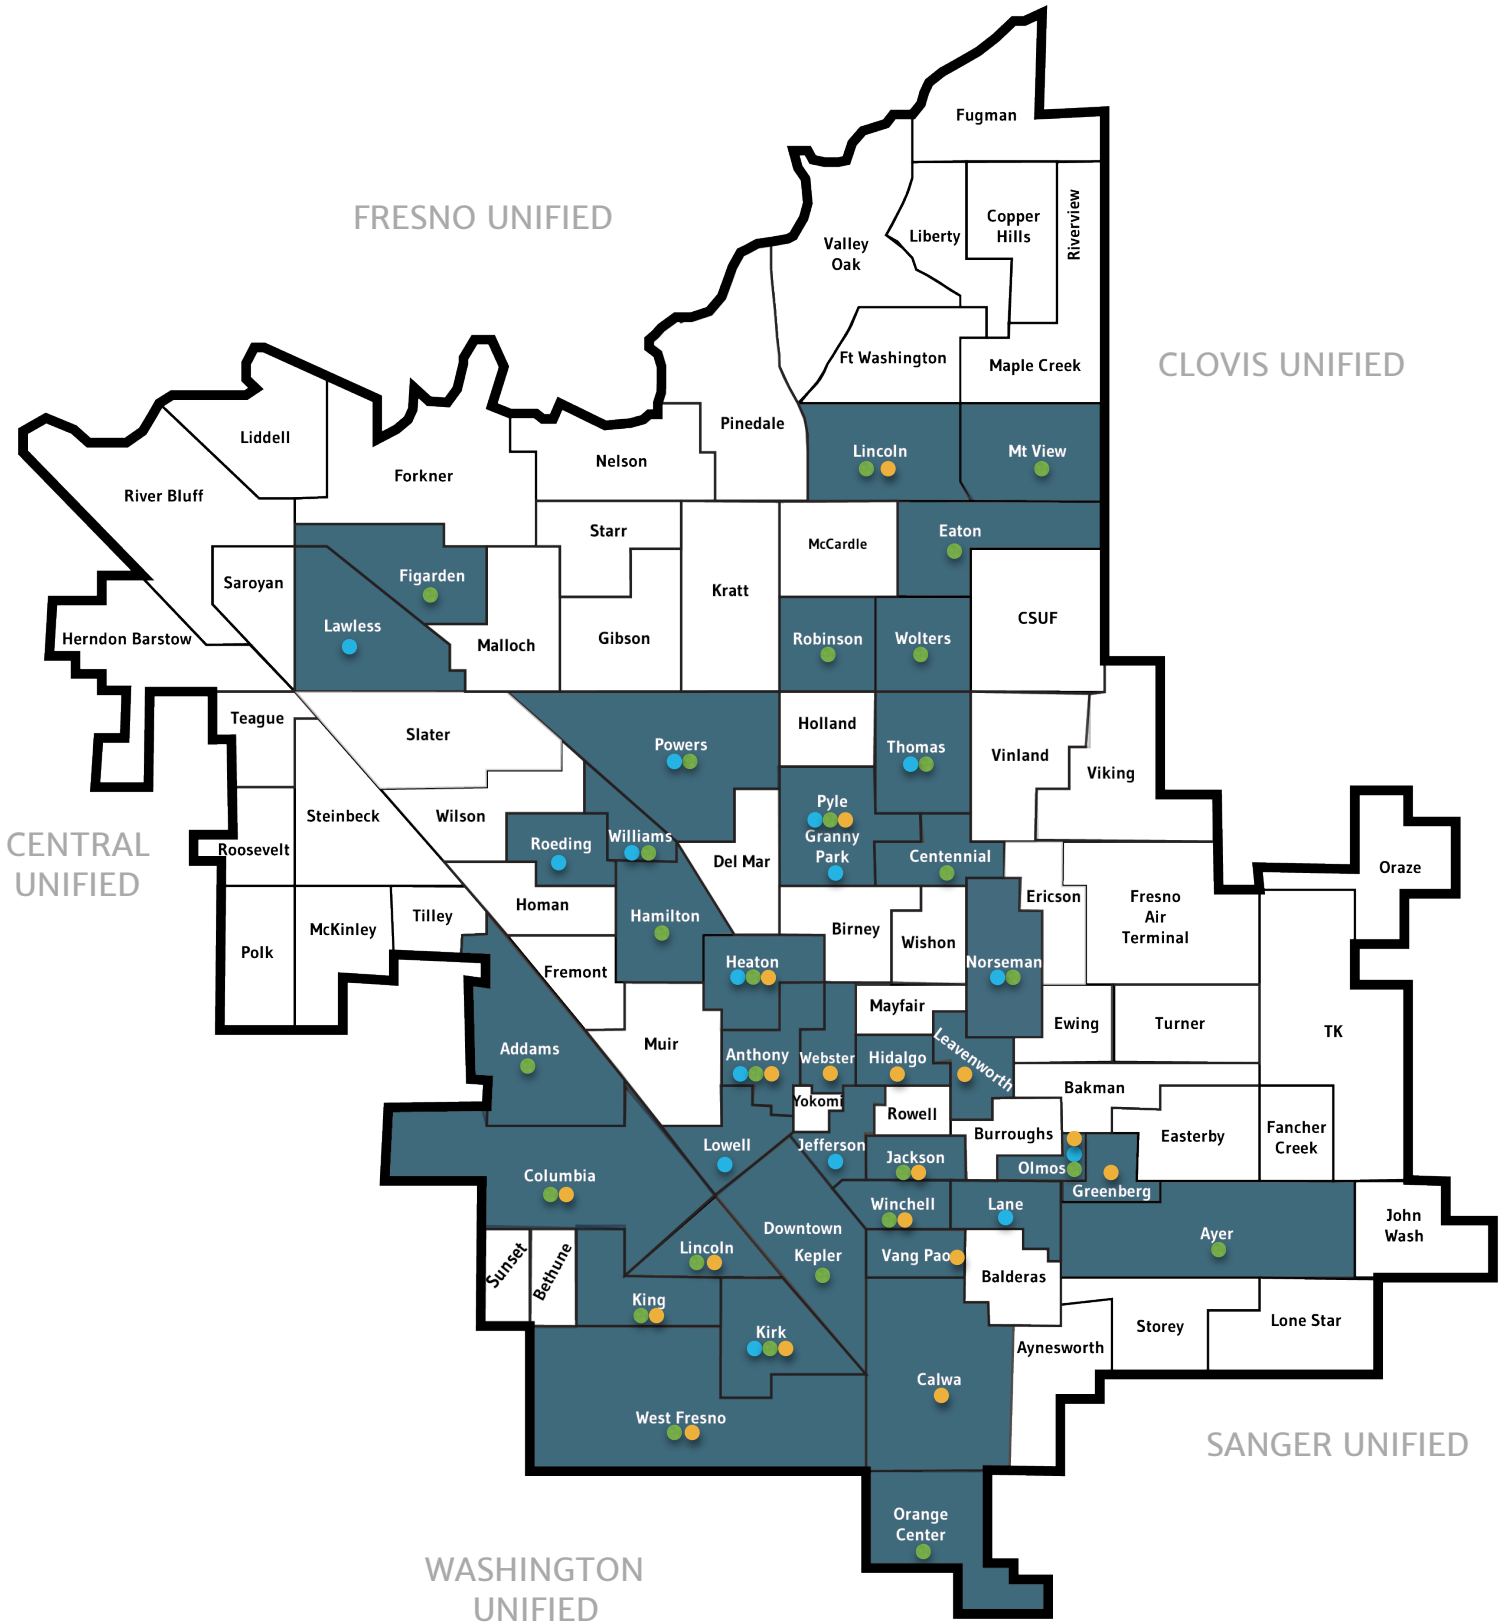 Fugman
FRESNO UNIFIED
Copper
Hills
Riverview
Liberty
Valley
Oak
Ft Washington
Maple Creek
CLOVIS UNIFIED
Pinedale
Liddell
Nelson
Forkner
Lincoln
Mt View
River Bluff
Starr
McCardle
Eaton
Saroyan
Figarden
Kratt
CSUF
Lawless
Herndon Barstow
Malloch
Gibson
Robinson
Wolters
Teague
Slater
Powers
Holland
Thomas
Vinland
Viking
Steinbeck
Wilson
Pyle
Granny
Park
CENTRAL
UNIFIED
Roosevelt
Roeding
Williams
Del Mar
Centennial
Oraze
Ericson
Fresno
Air
Terminal
Homan
Tilley
McKinley
Hamilton
Birney
Wishon
Polk
Fremont
Heaton
Norseman
Mayfair
Ewing
Turner
TK
Muir
Addams
Anthony
Webster
Hidalgo
Leavenworth
Bakman
Yokomi
Rowell
Burroughs
Easterby
Fancher
Creek
Lowell
Jefferson
Jackson
Olmos
Columbia
Greenberg
Winchell
Lane
Downtown
Ayer
John
Wash
Sunset
Bethune
Lincoln
Kepler
Vang Pao
Balderas
King
Kirk
Storey
Lone Star
Aynesworth
Calwa
West Fresno
SANGER UNIFIED
Orange
Center
WASHINGTON
UNIFIED